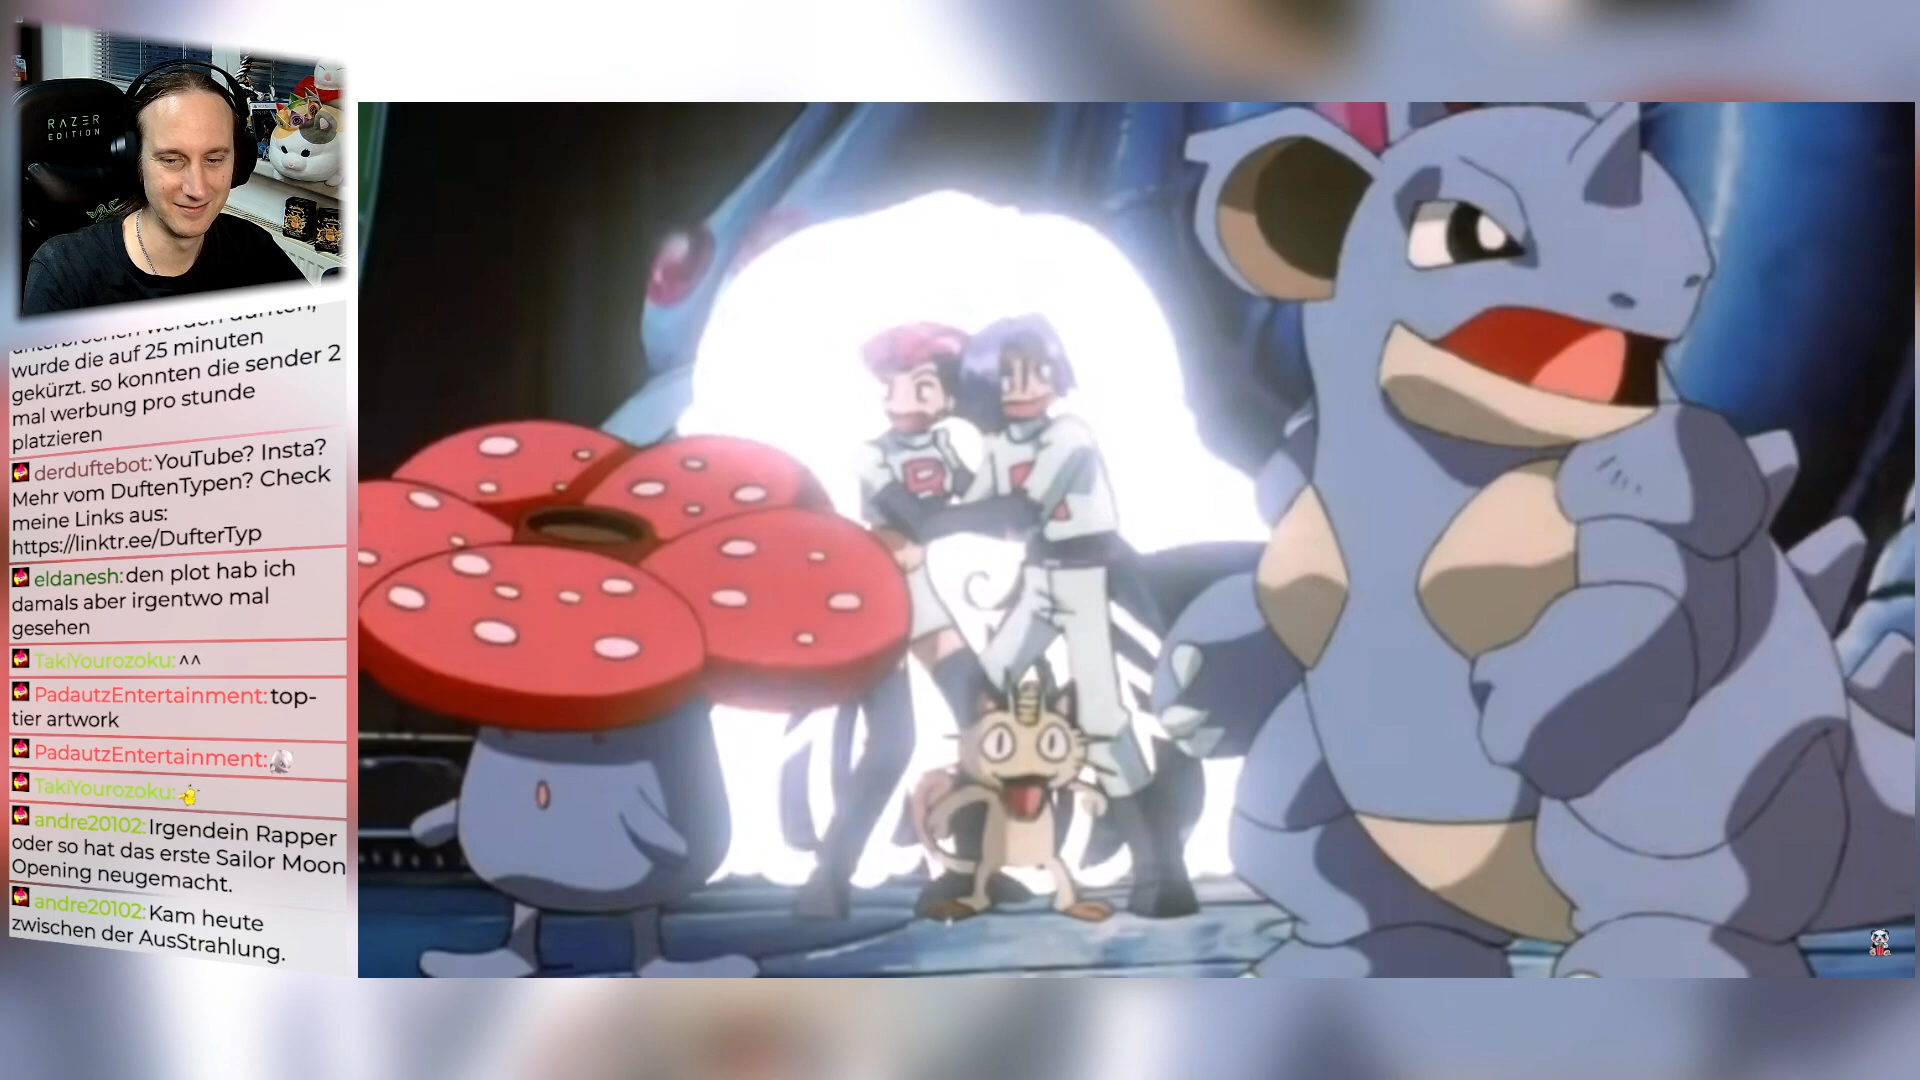 RAZER
EDITION
unterbrochen werden durften,
wurde die auf 25 minuten
gekürzt. so konnten die sender 2
mal werbung pro stunde
platzieren
derduftebot: YouTube? Insta?
Mehr vom DuftenTypen? Check
meine Links aus:
https://linktr.ee/DufterTyp
eldanesh: den plot hab ich
damals aber irgentwo mal
gesehen
TakiYourozoku: ^^
PadautzEntertainment: top-
tier artwork
PadautzEntertainment:
TakiYourozoku:
andre20102: Irgendein Rapper
oder so hat das erste Sailor Moon
Opening neugemacht.
andre20102: Kam heute
zwischen der AusStrahlung.
R